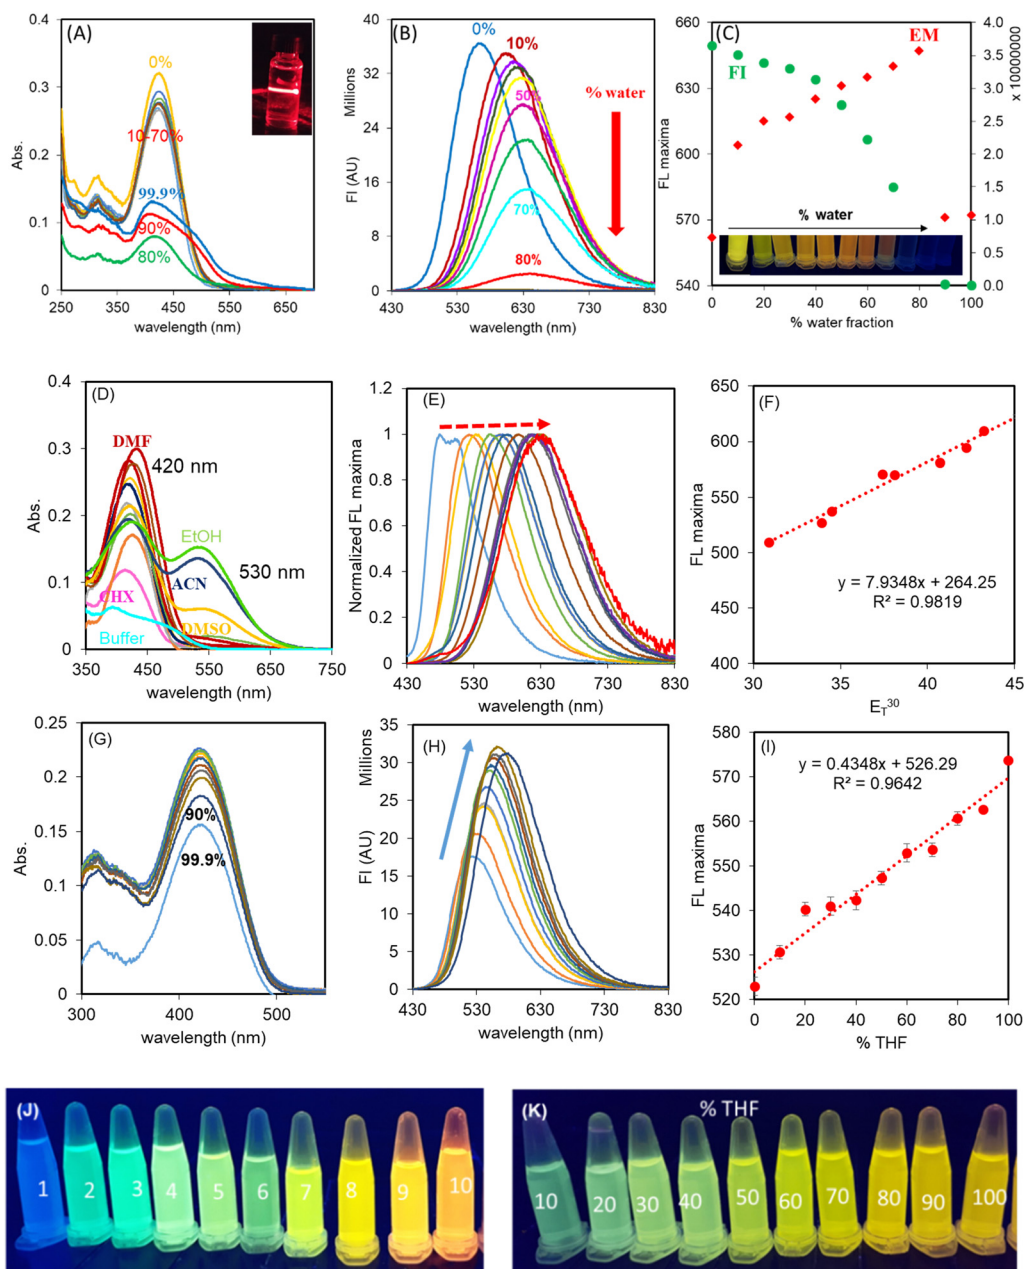 (A)
0%
10-70%
99.9%
90%
80%
Abs.
0.4
0.3
0.2
0.1
0
250 350 450 550 650
wavelength (nm)
(B)
0%
10%
50%
70%
80%
% water
Millions
FI (AU)
40
32
24
16
8
0
430 530 630 730 830
wavelength (nm)
(C)
EM
FI
% water
FL maxima
660
630
600
570
540
4.0
3.5
3.0
2.5
2.0
1.5
1.0
0.5
0.0
x 10000000
0 20 40 60 80 100
% water fraction
(D)
DMF
420 nm
EtOH
530 nm
ACN
CHX
DMSO
Buffer
Abs.
0.4
0.3
0.2
0.1
0
350 450 550 650 750
wavelength (nm)
(E)
Normalized FL maxima
1.2
1
0.8
0.6
0.4
0.2
0
430 530 630 730 830
wavelength (nm)
(F)
y = 7.9348x + 264.25
R² = 0.9819
FL maxima
650
600
550
500
450
400
30 35 40 45
E_T^30
(G)
90%
99.9%
Abs.
0.25
0.2
0.15
0.1
0.05
0
300 400 500
wavelength (nm)
(H)
Millions
FI (AU)
35
30
25
20
15
10
5
0
430 530 630 730 830
wavelength (nm)
(I)
y = 0.4348x + 526.29
R² = 0.9642
FL maxima
580
570
560
550
540
530
520
0 20 40 60 80 100
% THF
(J)
1 2 3 4 5 6 7 8 9 10
(K)
% THF
10 20 30 40 50 60 70 80 90 100